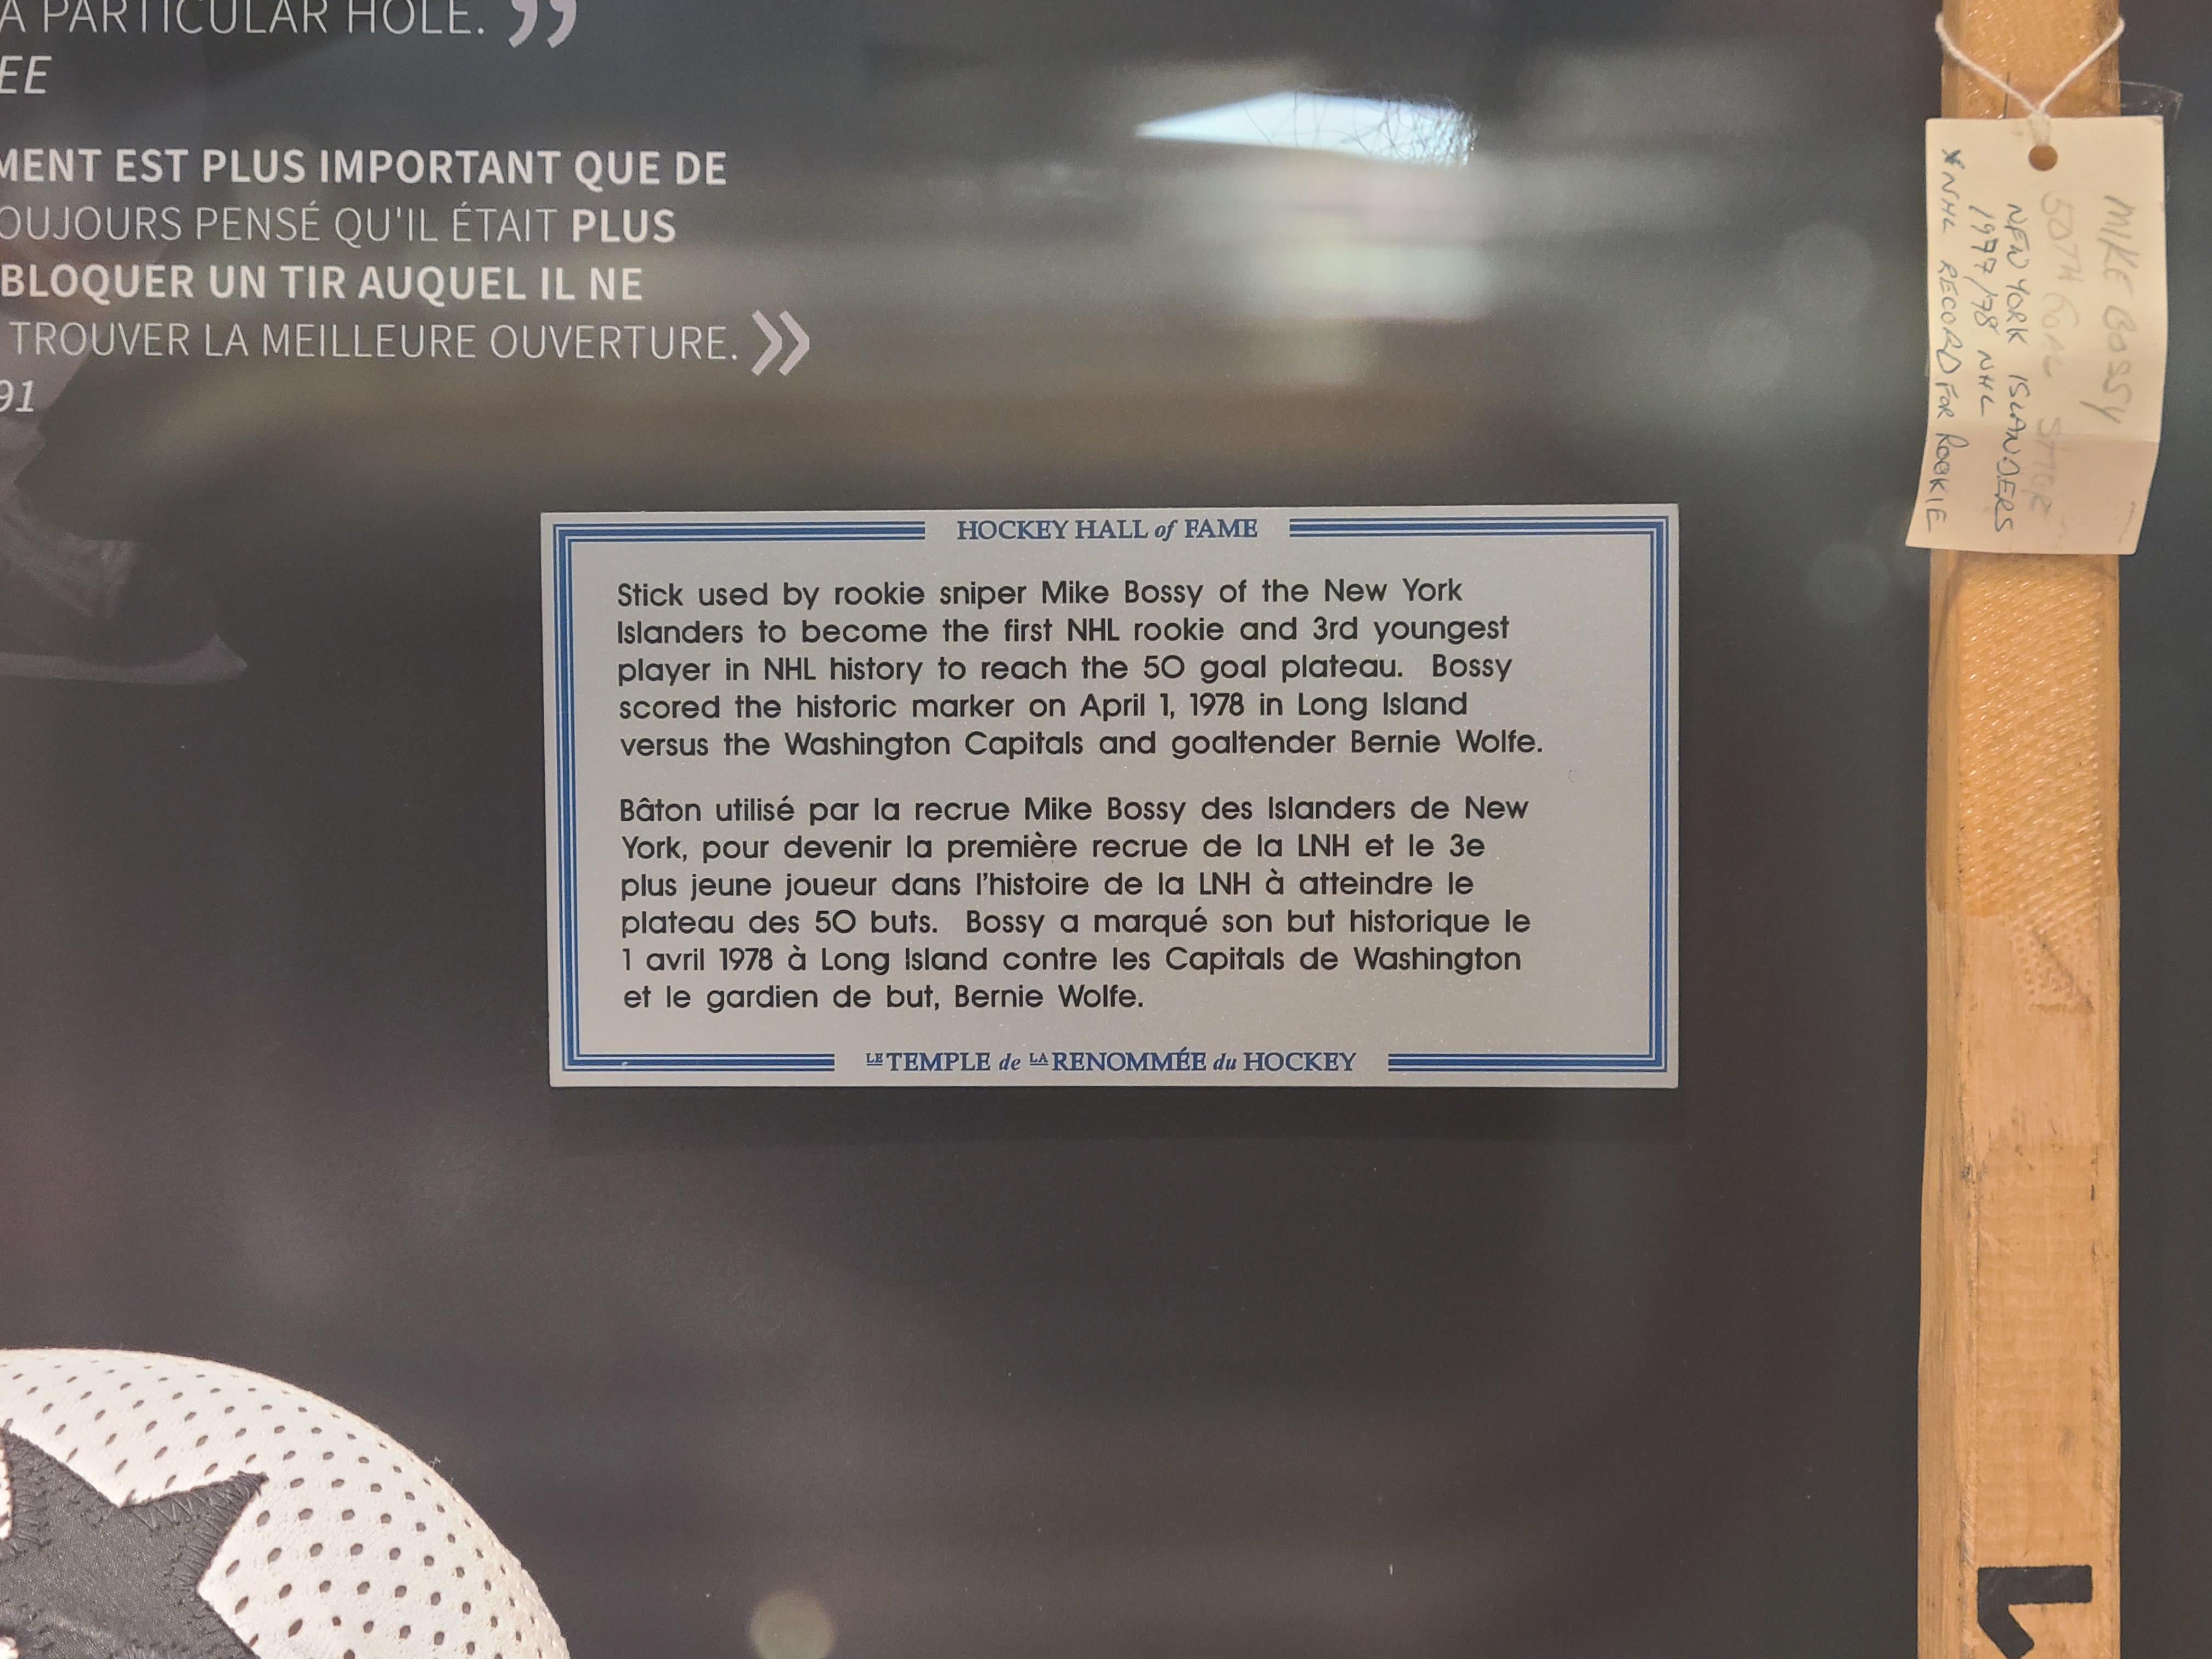 A PARTICULAR HOLE. ”
EE
MENT EST PLUS IMPORTANT QUE DE
OUJOURS PENSÉ QU'IL ÉTAIT PLUS
BLOQUER UN TIR AUQUEL IL NE
TROUVER LA MEILLEURE OUVERTURE. »
91
HOCKEY HALL of FAME
Stick used by rookie sniper Mike Bossy of the New York
Islanders to become the first NHL rookie and 3rd youngest
player in NHL history to reach the 50 goal plateau. Bossy
scored the historic marker on April 1, 1978 in Long Island
versus the Washington Capitals and goaltender Bernie Wolfe.
Bâton utilisé par la recrue Mike Bossy des Islanders de New
York, pour devenir la première recrue de la LNH et le 3e
plus jeune joueur dans l'histoire de la LNH à atteindre le
plateau des 50 buts. Bossy a marqué son but historique le
1 avril 1978 à Long Island contre les Capitals de Washington
et le gardien de but, Bernie Wolfe.
LE TEMPLE de LA RENOMMÉE du HOCKEY
MIKE BOSSY
50TH GOAL STICK
NEW YORK ISLANDERS
1977/78 NHL
*NHL RECORD FOR ROOKIE